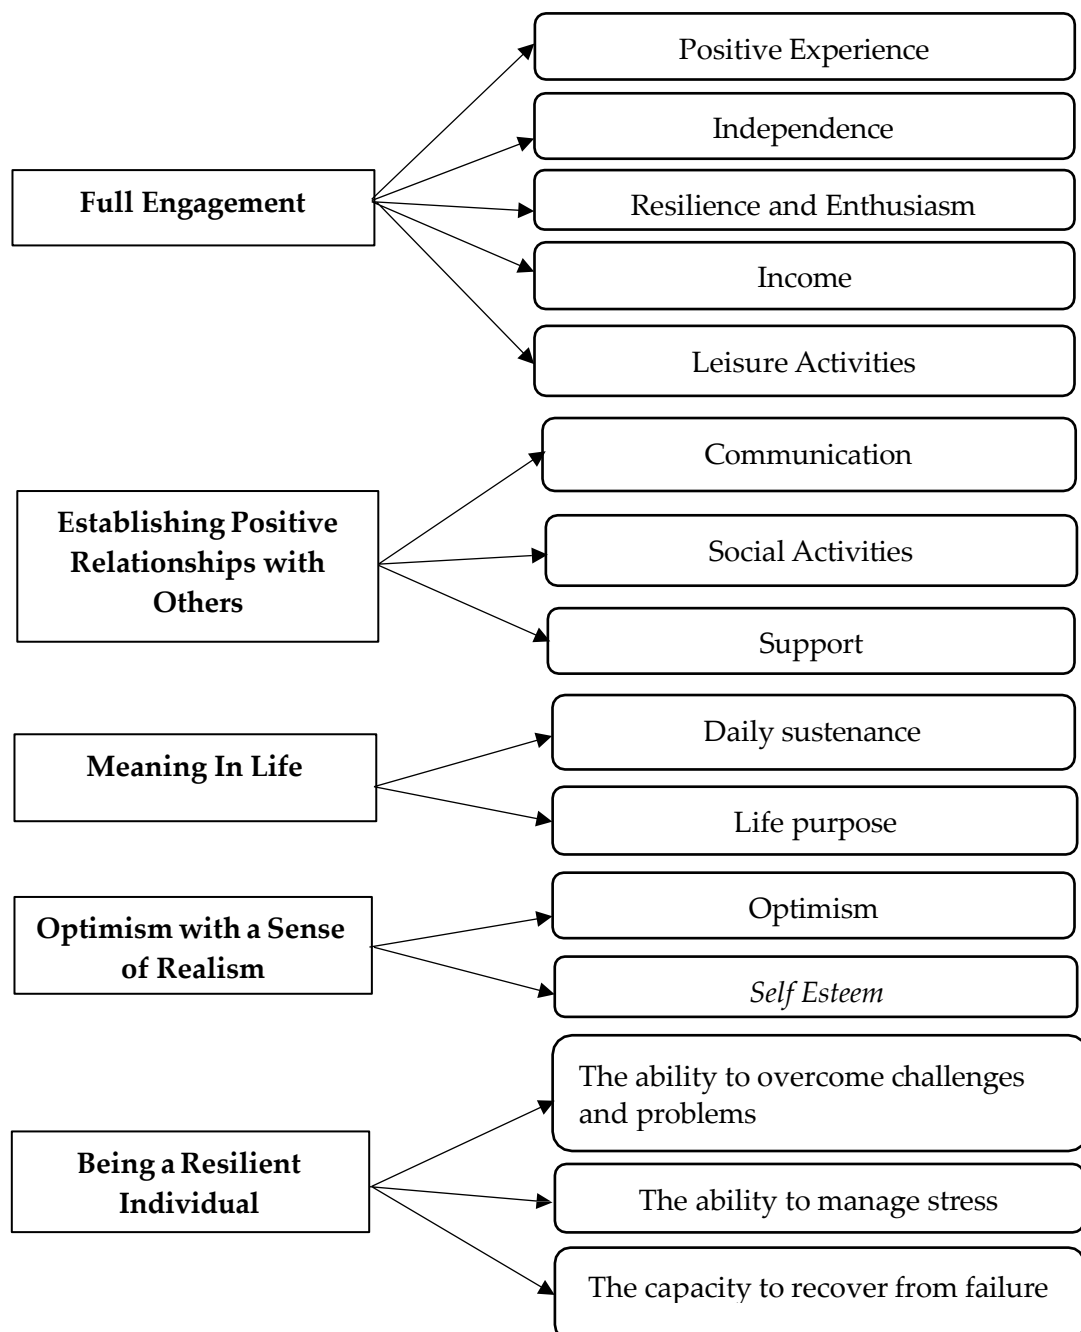 Positive Experience
Independence
Full Engagement
Resilience and Enthusiasm
Income
Leisure Activities
Communication
Establishing Positive
Relationships with
Others
Social Activities
Support
Meaning In Life
Daily sustenance
Life purpose
Optimism with a Sense
of Realism
Optimism
Self Esteem
The ability to overcome challenges
and problems
Being a Resilient
Individual
The ability to manage stress
The capacity to recover from failure